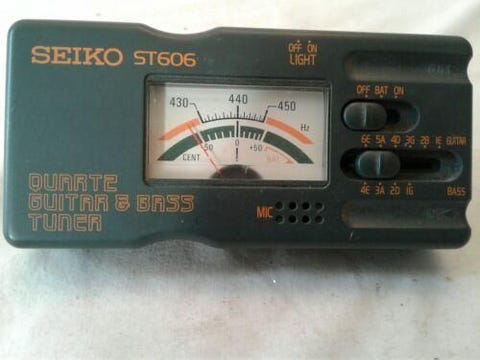 SEIKO ST606
OFF ON
LIGHT
OUT
OFF BAT ON
430 440 450
Hz
-50 0 +50
CENT BAT
6E 5A 4D 3G 2B 1E GUITAR
4E 3A 2D 1G BASS
QUARTZ
GUITAR & BASS
TUNER
MIC